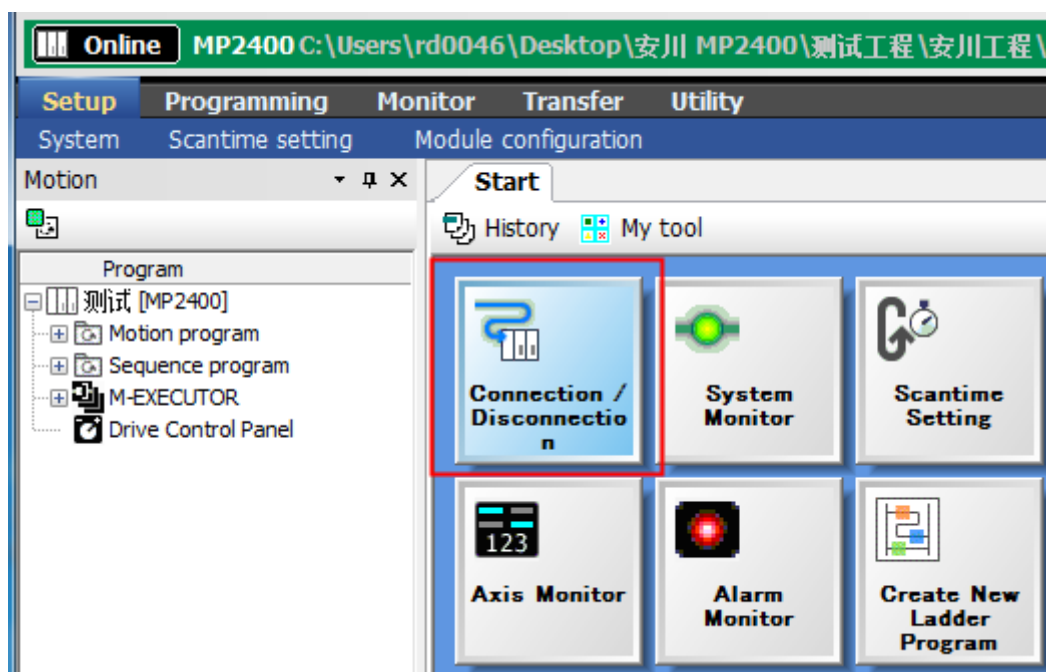 Online MP2400 C:\Users\rd0046\Desktop\安川 MP2400\测试工程\安川工程\
Setup Programming Monitor Transfer Utility
System Scantime setting Module configuration
Motion
Start
History My tool
Program
测试 [MP2400]
Motion program
Sequence program
M-EXECUTOR
Drive Control Panel
Connection /
Disconnectio
n
System
Monitor
Scantime
Setting
123
Axis Monitor
Alarm
Monitor
Create New
Ladder
Program